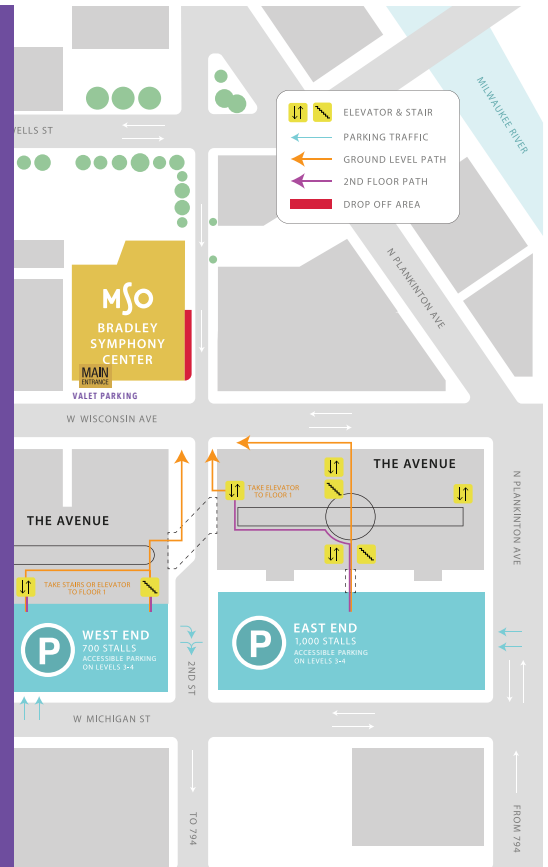 ELEVATOR & STAIR
PARKING TRAFFIC
GROUND LEVEL PATH
2ND FLOOR PATH
DROP OFF AREA
MILWAUKEE RIVER
ELLS ST
N PLANKINTON AVE
MSO
BRADLEY
SYMPHONY
CENTER
MAIN
ENTRANCE
VALET PARKING
W WISCONSIN AVE
THE AVENUE
TAKE ELEVATOR
TO FLOOR 1
N PLANKINTON AVE
THE AVENUE
TAKE STAIRS OR ELEVATOR
TO FLOOR 1
P
WEST END
700 STALLS
ACCESSIBLE PARKING
ON LEVELS 3-4
P
EAST END
1,000 STALLS
ACCESSIBLE PARKING
ON LEVELS 3-4
2ND ST
W MICHIGAN ST
TO 794
FROM 794